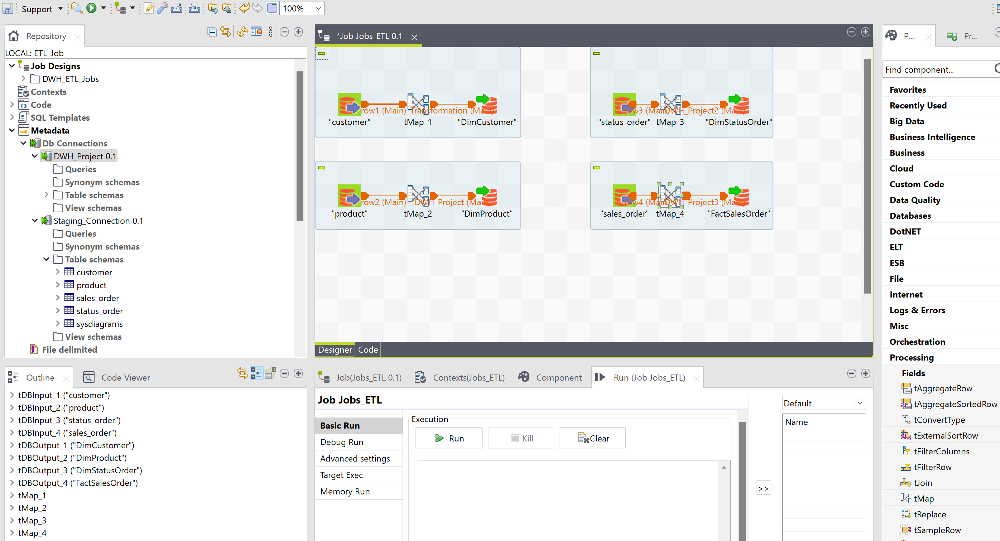 Support
100%
Repository
LOCAL: ETL_Job
Job Designs
DWH_ETL_Jobs
Contexts
Code
SQL Templates
Metadata
Db Connections
DWH_Project 0.1
Queries
Synonym schemas
Table schemas
View schemas
Staging_Connection 0.1
Queries
Synonym schemas
Table schemas
customer
product
sales_order
status_order
sysdiagrams
View schemas
File delimited
*Job Jobs_ETL 0.1
row1 (Main) Transformation (Main)
"customer" tMap_1 "DimCustomer"
row3 (Main) DWH_Project2 (Main)
"status_order" tMap_3 "DimStatusOrder"
row2 (Main) DWH_Project (Main)
"product" tMap_2 "DimProduct"
row4 (Main) DWH_Project3 (Main)
"sales_order" tMap_4 "FactSalesOrder"
Designer Code
P... Pr...
Find component...
Favorites
Recently Used
Big Data
Business Intelligence
Business
Cloud
Custom Code
Data Quality
Databases
DotNET
ELT
ESB
File
Internet
Logs & Errors
Misc
Orchestration
Processing
Fields
tAggregateRow
tAggregateSortedRow
tConvertType
tExternalSortRow
tFilterColumns
tFilterRow
tJoin
tMap
tReplace
tSampleRow
Outline Code Viewer
tDBInput_1 ("customer")
tDBInput_2 ("product")
tDBInput_3 ("status_order")
tDBInput_4 ("sales_order")
tDBOutput_1 ("DimCustomer")
tDBOutput_2 ("DimProduct")
tDBOutput_3 ("DimStatusOrder")
tDBOutput_4 ("FactSalesOrder")
tMap_1
tMap_2
tMap_3
tMap_4
Job(Jobs_ETL 0.1) Contexts(Jobs_ETL) Component Run (Job Jobs_ETL)
Job Jobs_ETL
Basic Run
Debug Run
Advanced settings
Target Exec
Memory Run
Execution
Run Kill Clear
>>
Default
Name